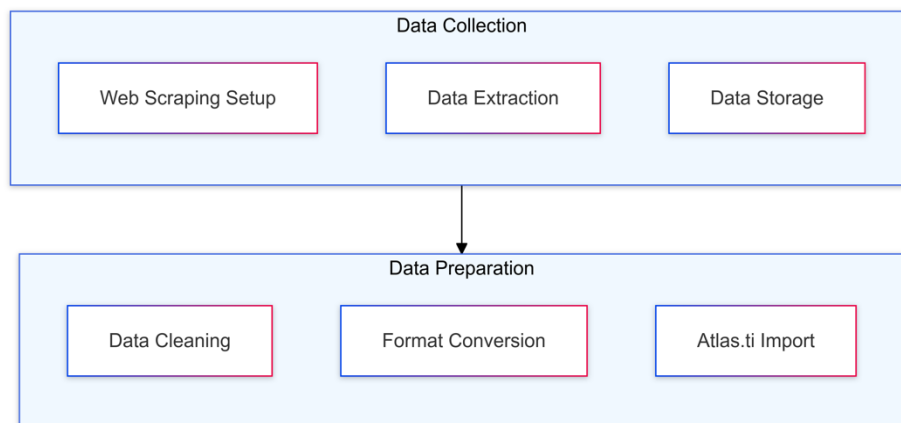 Data Collection
Web Scraping Setup
Data Extraction
Data Storage
Data Preparation
Data Cleaning
Format Conversion
Atlas.ti Import